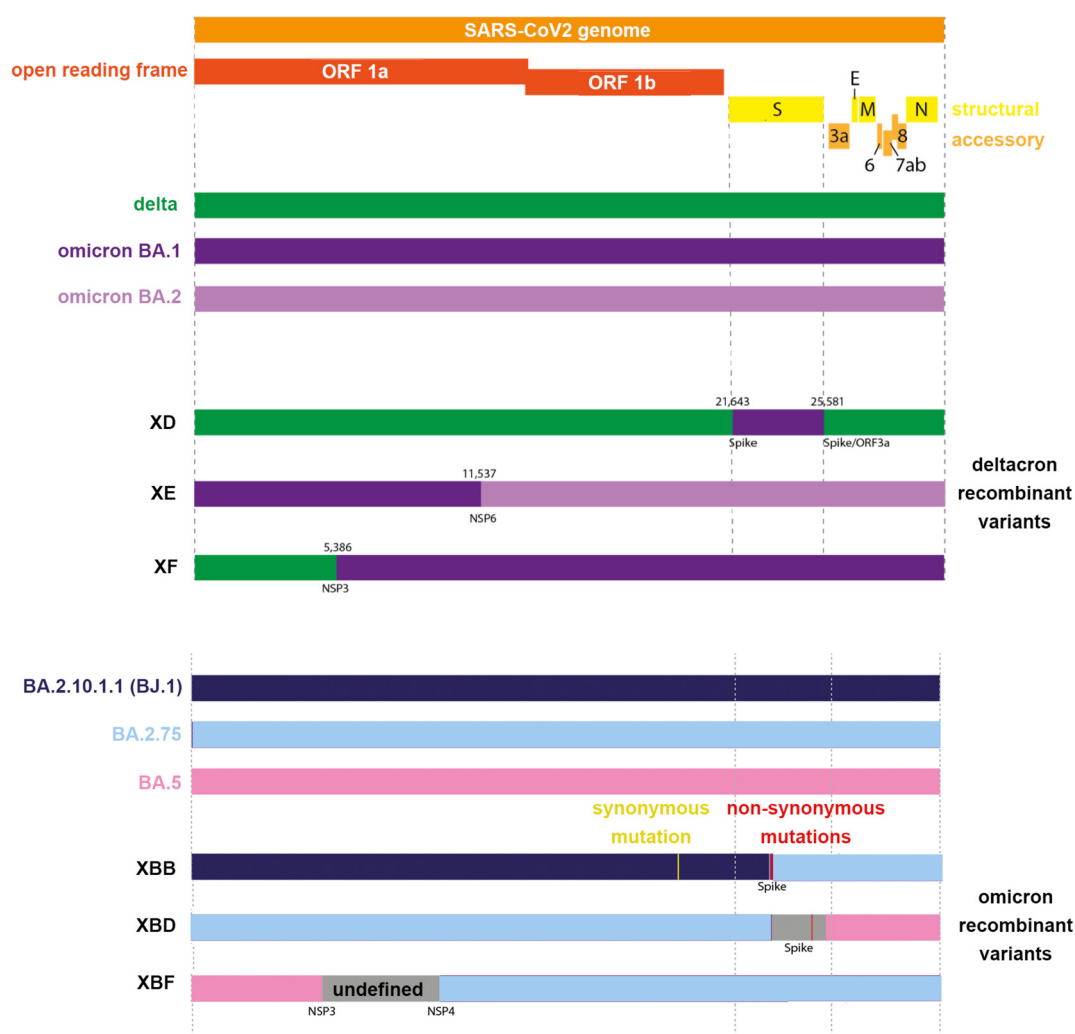 SARS-CoV2 genome
open reading frame
ORF 1a
ORF 1b
E
S
M
N
structural
3a
8
accessory
6
7ab
delta
omicron BA.1
omicron BA.2
21,643
25,581
XD
Spike
Spike/ORF3a
11,537
XE
NSP6
deltacron
recombinant
variants
5,386
XF
NSP3
BA.2.10.1.1 (BJ.1)
BA.2.75
BA.5
synonymous
mutation
non-synonymous
mutations
XBB
Spike
XBD
Spike
omicron
recombinant
variants
XBF
undefined
NSP3
NSP4